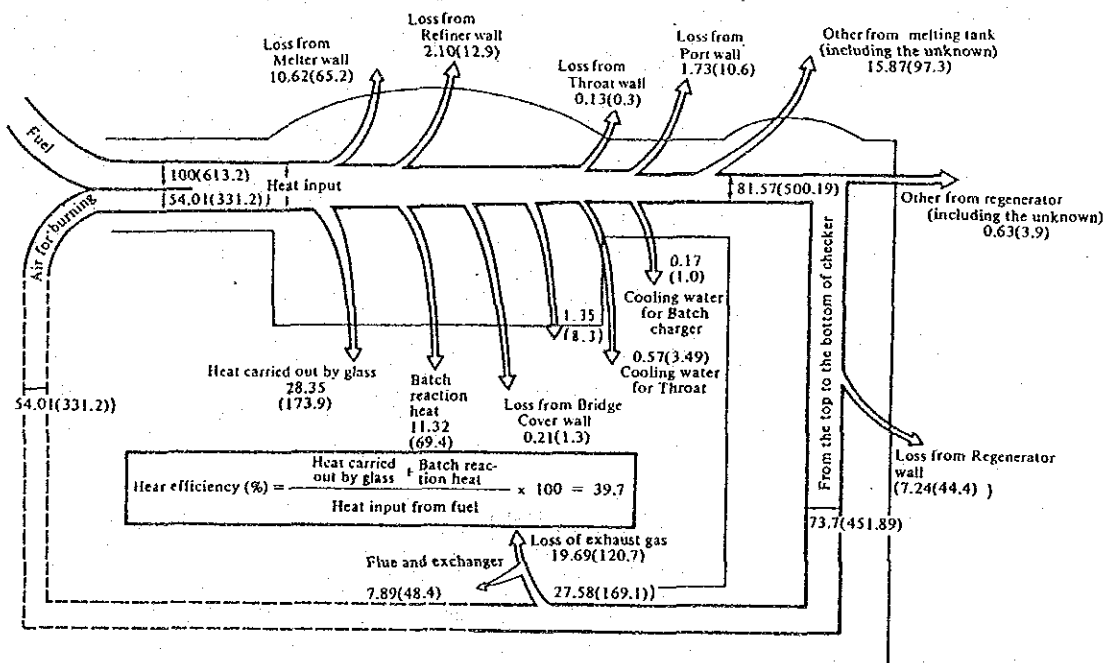 Loss from
Melter wall
10.62(65.2)
Loss from
Refiner wall
2.10(12.9)
Loss from
Throat wall
0.13(0.3)
Loss from
Port wall
1.73(10.6)
Other from melting tank
(including the unknown)
15.87(97.3)
Fuel
100(613.2)
54.01(331.2)}
Heat input
81.57(500.19)
Other from regenerator
(including the unknown)
0.63(3.9)
Air for burning
54.01(331.2)}
Heat carried out by glass
28.35
(173.9)
Batch
reaction
heat
11.32
(69.4)
Loss from Bridge
Cover wall
0.21(1.3)
1.35
(8.3)
0.57(3.49)
Cooling water
for Throat
0.17
(1.0)
Cooling water
for Batch
charger
From the top to the bottom of checker
Loss from Regenerator
wall
(7.24(44.4) )
73.7(451.89)
Hear efficiency (%) = Heat carried out by glass + Batch reac- tion heat
Heat input from fuel
x 100 = 39.7
Loss of exhaust gas
19.69(120.7)
Flue and exchanger
7.89(48.4)
27.58(169.1)}